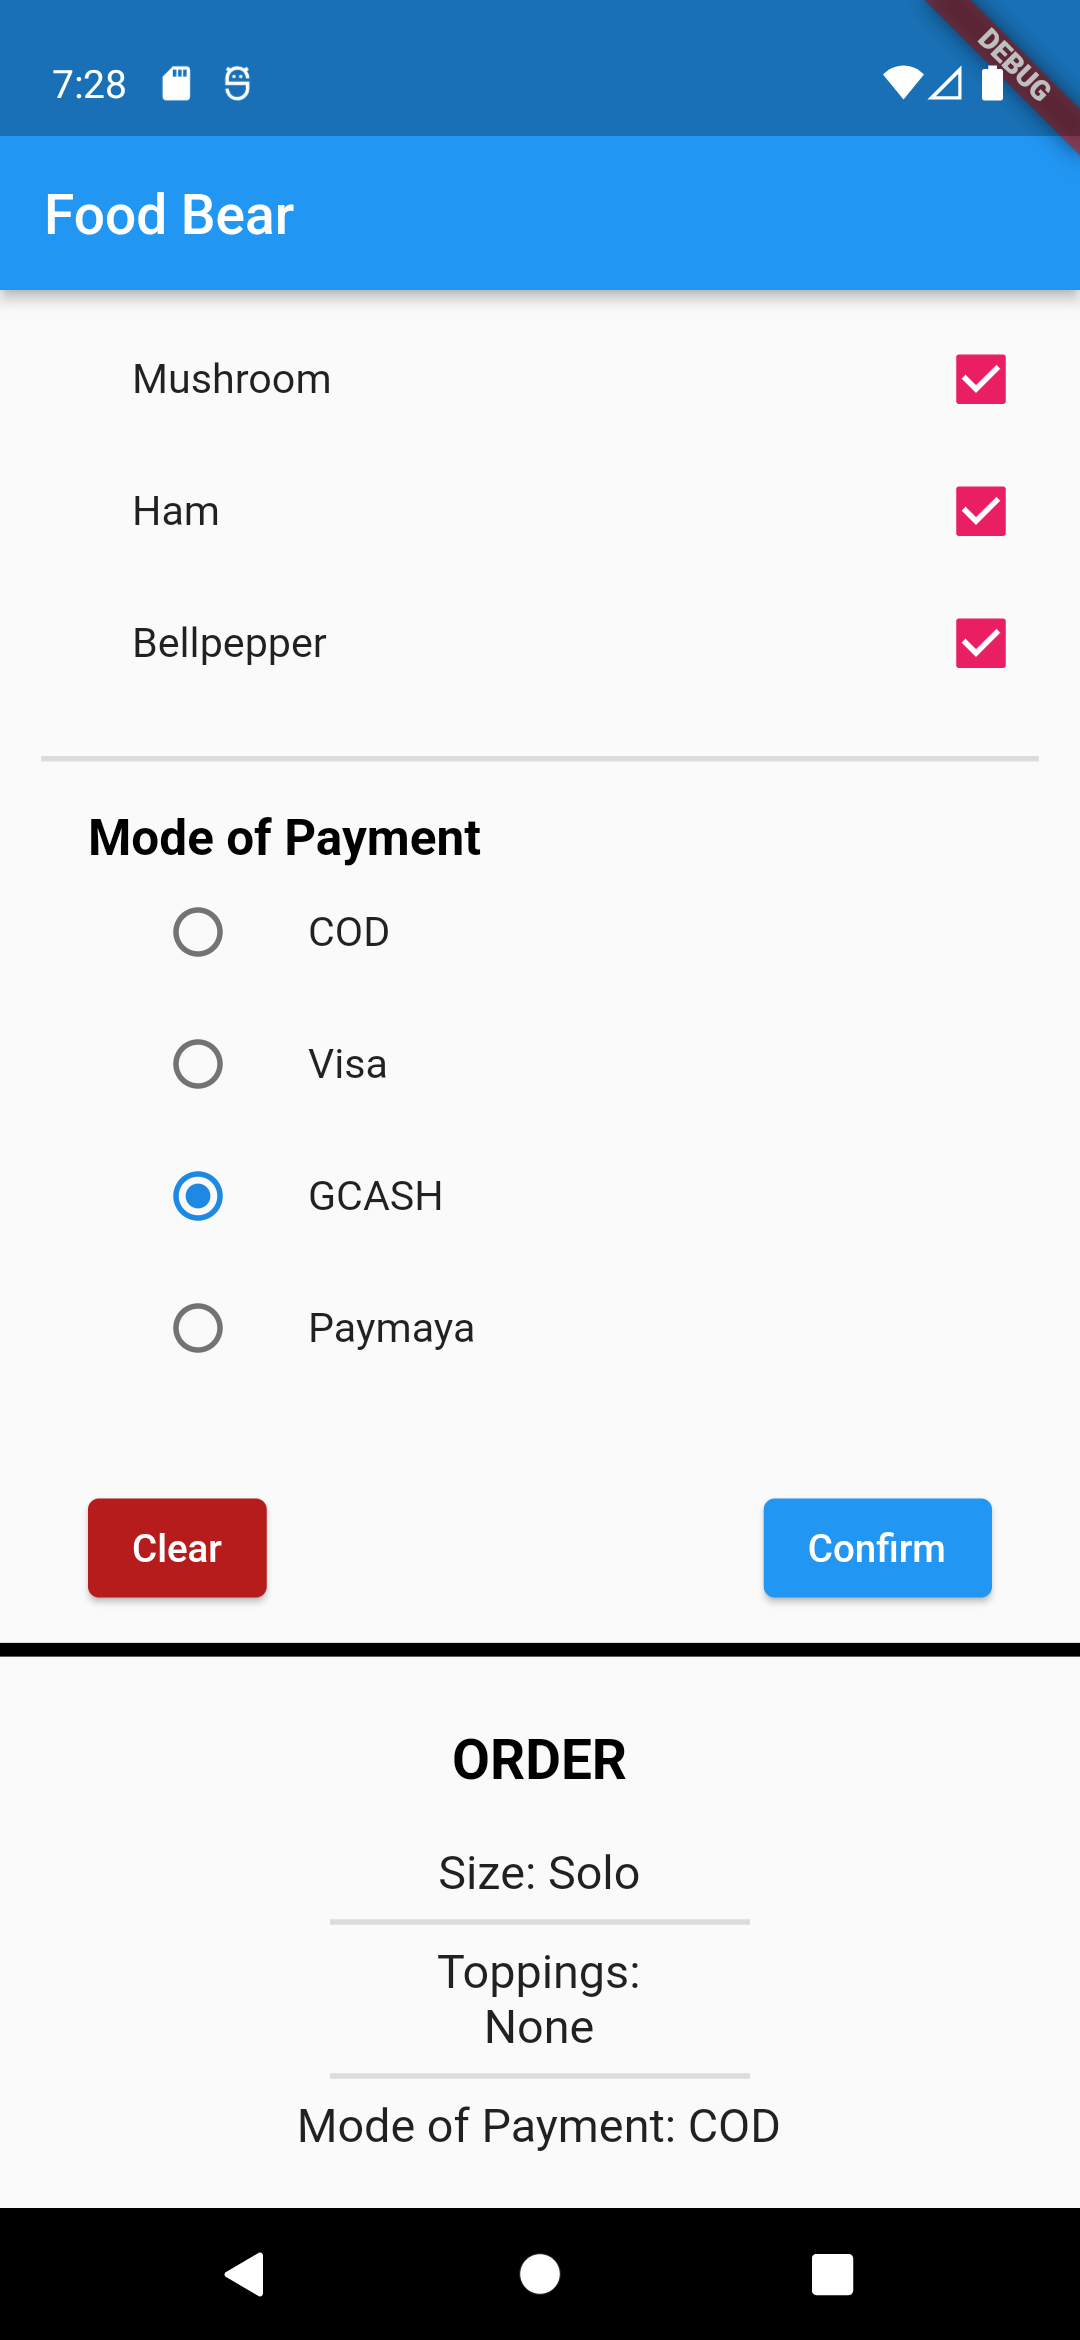 7:28
DEBUG
Food Bear
Mushroom
Ham
Bellpepper
Mode of Payment
COD
Visa
GCASH
Paymaya
Clear
Confirm
ORDER
Size: Solo
Toppings:
None
Mode of Payment: COD